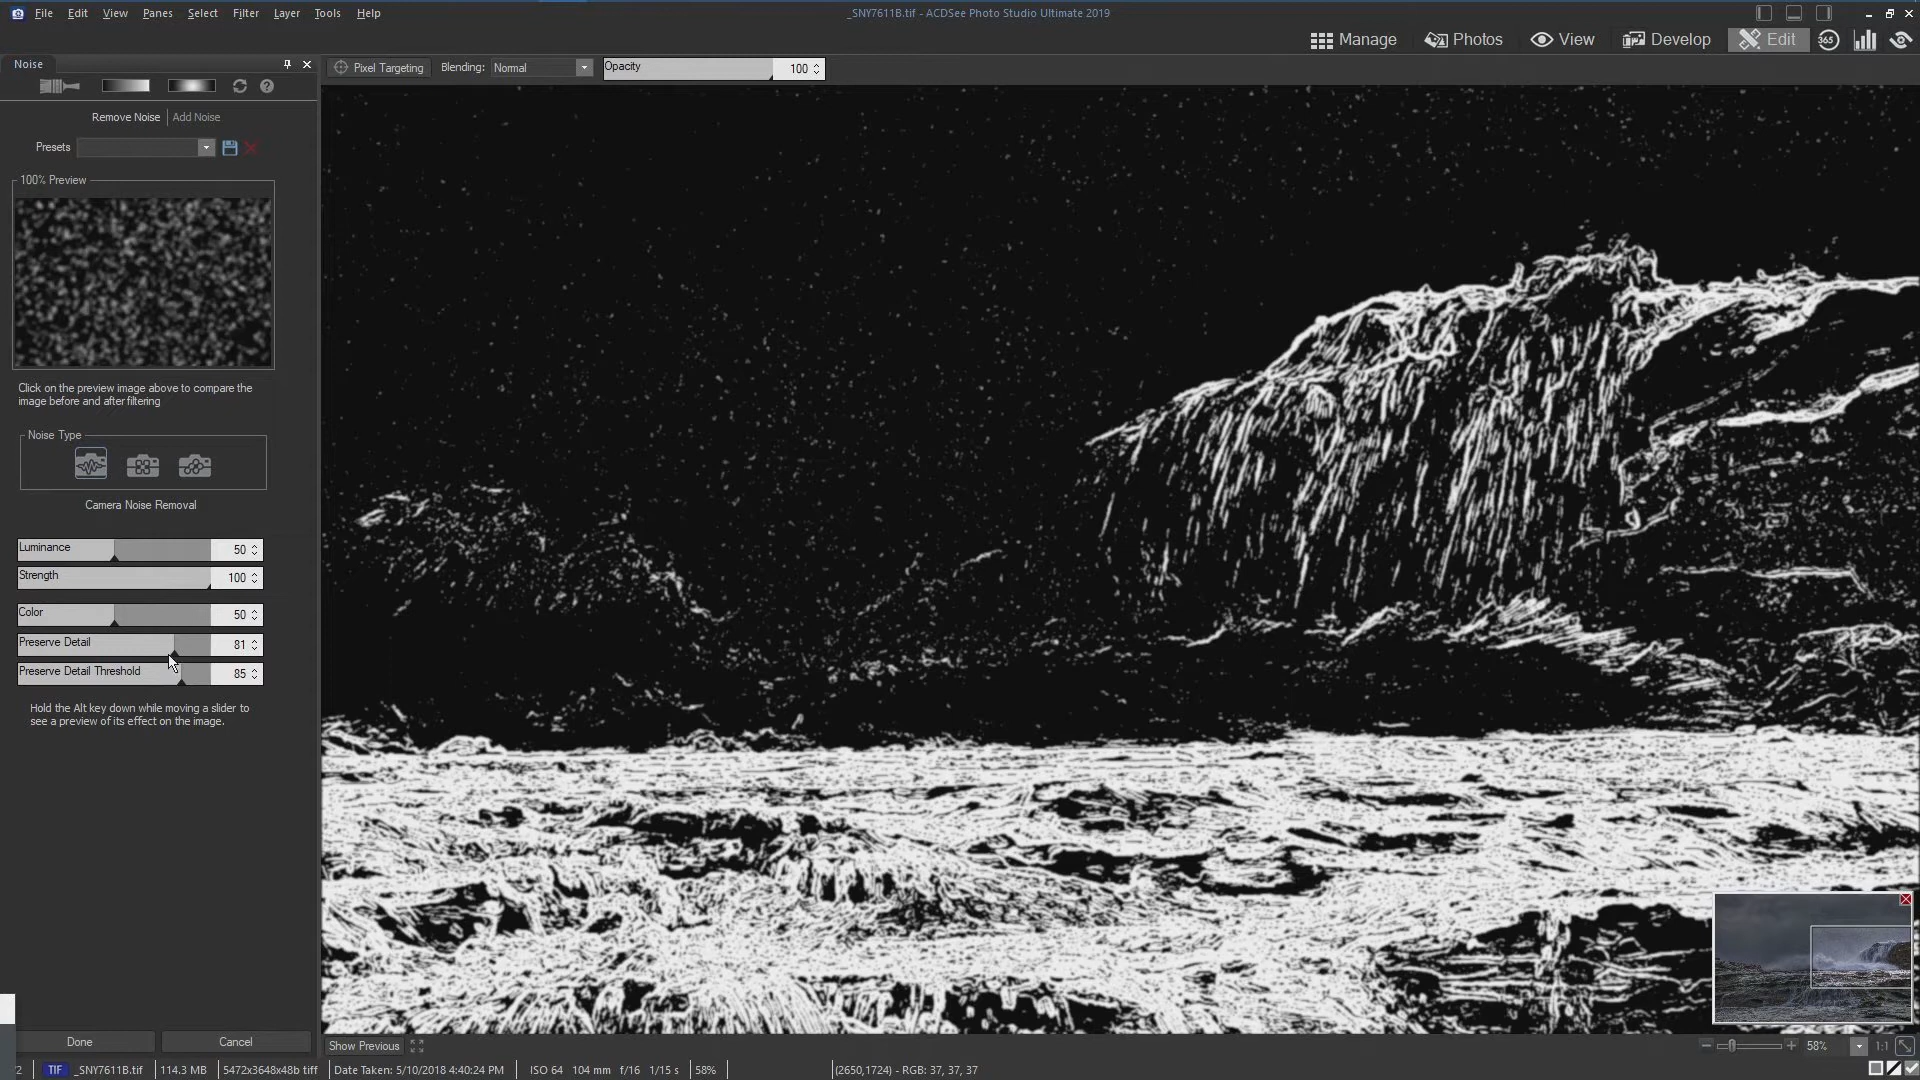 File Edit View Panes Select Filter Layer Tools Help
_SNY7611B.tif - ACDSee Photo Studio Ultimate 2019
Manage Photos View Develop Edit 365
Noise
Pixel Targeting Blending: Normal Opacity 100
Remove Noise Add Noise
Presets
100% Preview
Click on the preview image above to compare the
image before and after filtering
Noise Type
Camera Noise Removal
Luminance 50
Strength 100
Color 50
Preserve Detail 81
Preserve Detail Threshold 85
Hold the Alt key down while moving a slider to
see a preview of its effect on the image.
Done Cancel
Show Previous 58% 1:1
2 TIF _SNY7611B.tif 114.3 MB 5472x3648x48b tiff Date Taken: 5/10/2018 4:40:24 PM ISO 64 104 mm f/16 1/15 s 58% (2650,1724) - RGB: 37, 37, 37